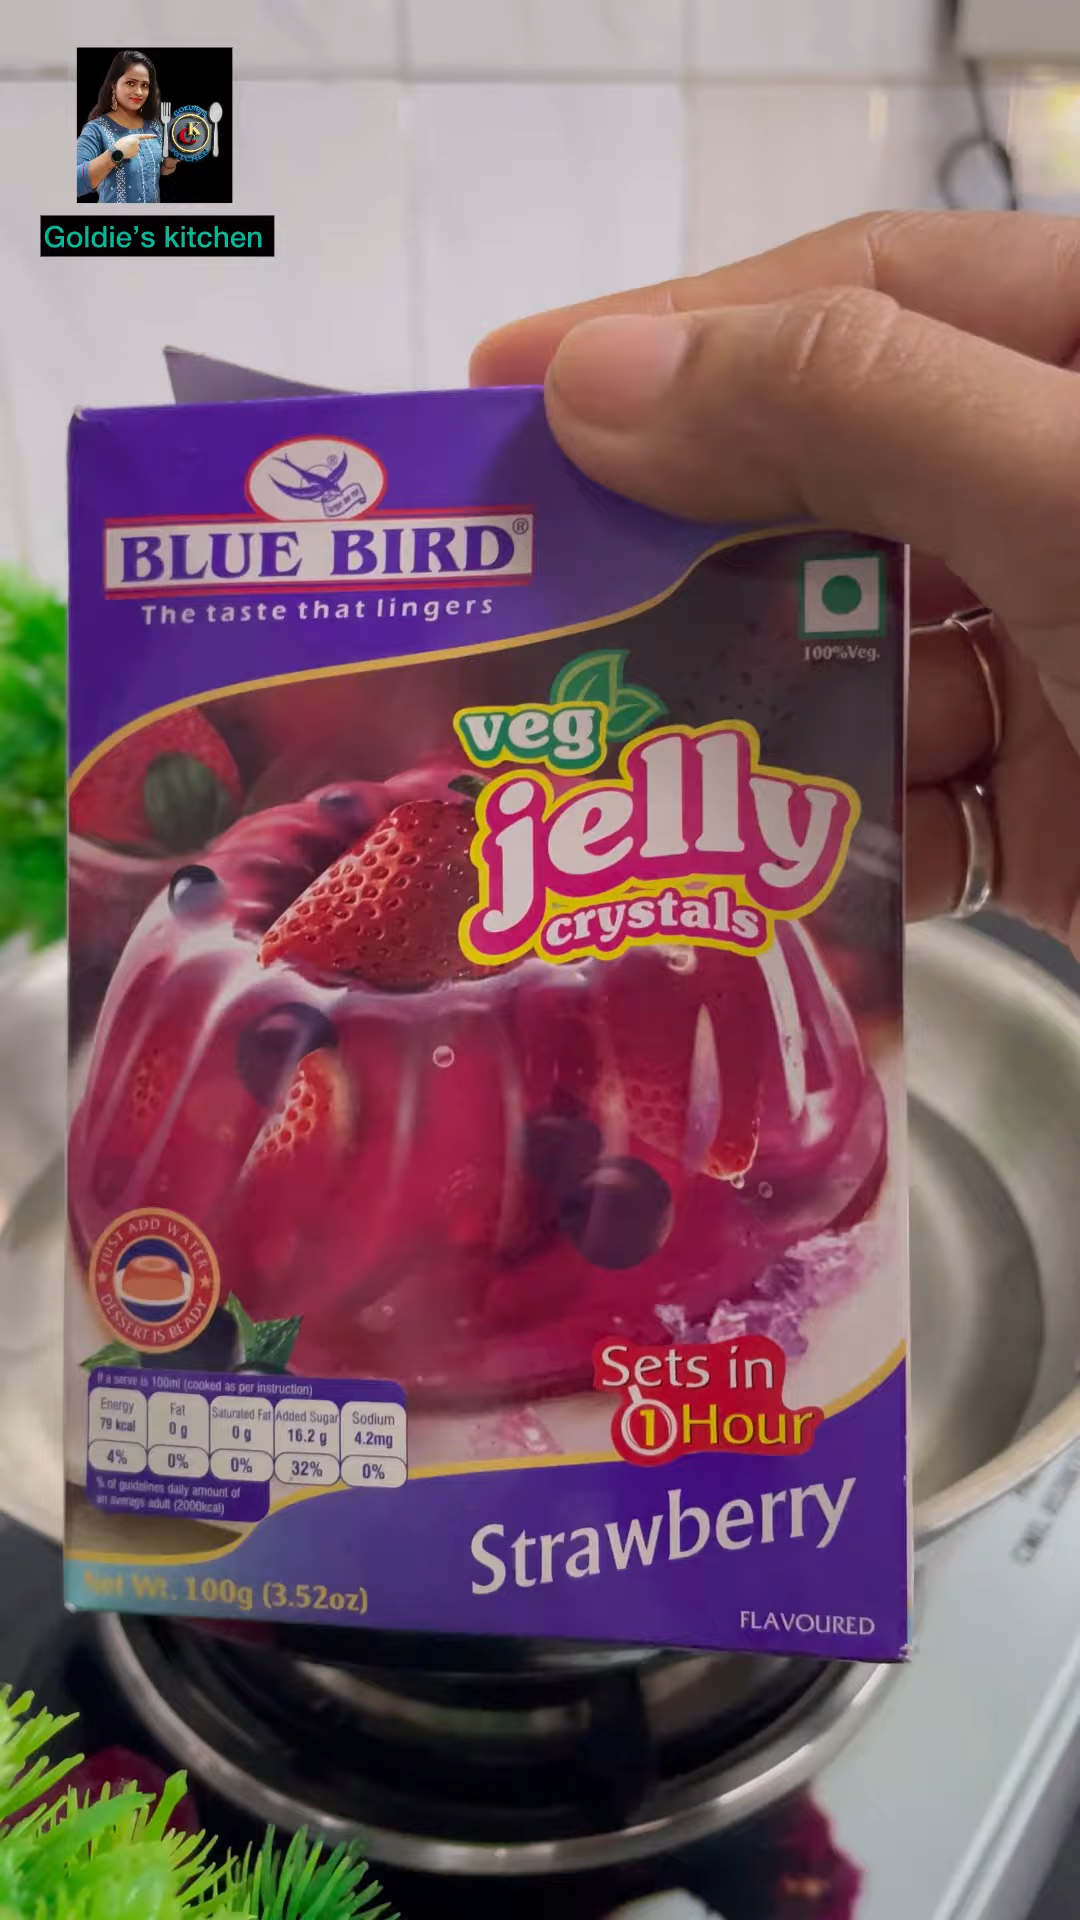 Goldie's kitchen
BLUE BIRD®
The taste that lingers
100%Veg.
veg
jelly
crystals
JUST ADD WATER
DESSERT IS READY
If a serve is 100ml (cooked as per instruction)
Energy Fat Saturated Fat Added Sugar Sodium
79 kcal 0 g 0 g 16.2 g 4.2mg
4% 0% 0% 32% 0%
% of guidelines daily amount of
an average adult (2000kcal)
Sets in
1 Hour
Strawberry
FLAVOURED
Net Wt. 100g (3.52oz)